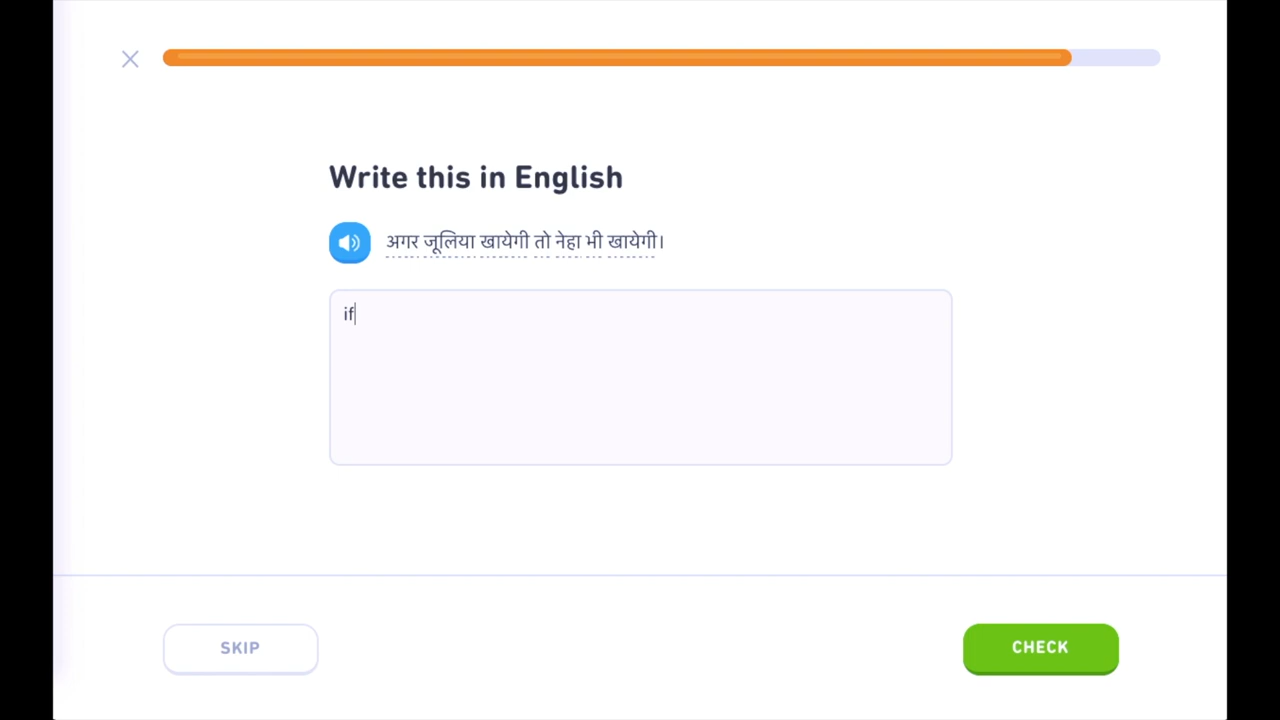 Write this in English
अगर जूलिया खायेगी तो नेहा भी खायेगी।
if
SKIP
CHECK